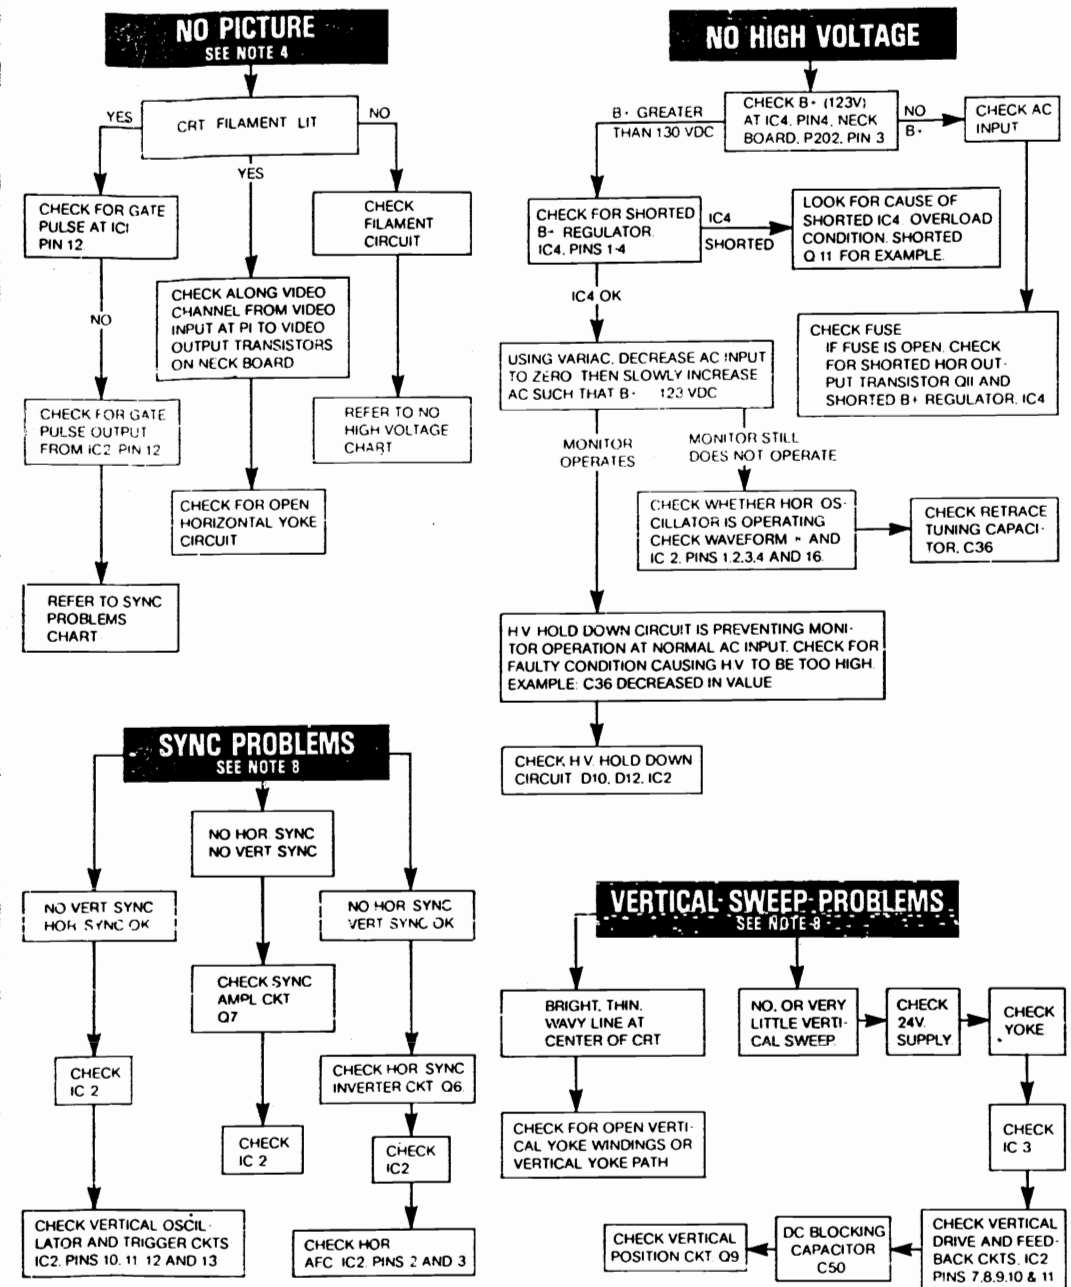 NO PICTURE
SEE NOTE 4
YES
CRT FILAMENT LIT
NO
YES
CHECK FOR GATE
PULSE AT IC1
PIN 12
CHECK
FILAMENT
CIRCUIT
NO
CHECK ALONG VIDEO
CHANNEL FROM VIDEO
INPUT AT P1 TO VIDEO
OUTPUT TRANSISTORS
ON NECK BOARD
CHECK FOR GATE
PULSE OUTPUT
FROM IC2 PIN 12
REFER TO NO
HIGH VOLTAGE
CHART
CHECK FOR OPEN
HORIZONTAL YOKE
CIRCUIT
REFER TO SYNC
PROBLEMS
CHART
NO HIGH VOLTAGE
B+ GREATER
THAN 130 VDC
CHECK B+ (123V)
AT IC4, PIN4, NECK
BOARD, P202, PIN 3
NO
B+
CHECK AC
INPUT
CHECK FOR SHORTED
B+ REGULATOR.
IC4, PINS 1-4
IC4
SHORTED
LOOK FOR CAUSE OF
SHORTED IC4 OVERLOAD
CONDITION. SHORTED
Q 11 FOR EXAMPLE.
IC4 OK
CHECK FUSE
IF FUSE IS OPEN, CHECK
FOR SHORTED HOR OUT-
PUT TRANSISTOR Q11 AND
SHORTED B+ REGULATOR, IC4
USING VARIAC, DECREASE AC INPUT
TO ZERO THEN SLOWLY INCREASE
AC SUCH THAT B+ 123 VDC
MONITOR
OPERATES
MONITOR STILL
DOES NOT OPERATE
CHECK WHETHER HOR OS-
CILLATOR IS OPERATING
CHECK WAVEFORM AND
IC 2, PINS 1,2,3,4 AND 16.
CHECK RETRACE
TUNING CAPACI-
TOR, C36
H V HOLD DOWN CIRCUIT IS PREVENTING MONI-
TOR OPERATION AT NORMAL AC INPUT. CHECK FOR
FAULTY CONDITION CAUSING H V TO BE TOO HIGH.
EXAMPLE: C36 DECREASED IN VALUE
CHECK H V. HOLD DOWN
CIRCUIT D10, D12, IC2
SYNC PROBLEMS
SEE NOTE 8
NO HOR SYNC
NO VERT SYNC
NO VERT SYNC
HOR SYNC OK
NO HOR SYNC
VERT SYNC OK
CHECK SYNC
AMPL CKT
Q7
CHECK
IC 2
CHECK HOR SYNC
INVERTER CKT Q6
CHECK
IC 2
CHECK
IC2
CHECK VERTICAL OSCIL-
LATOR AND TRIGGER CKTS
IC2, PINS 10, 11 12 AND 13
CHECK HOR
AFC IC2, PINS 2 AND 3
VERTICAL SWEEP PROBLEMS
SEE NOTE 8
BRIGHT, THIN,
WAVY LINE AT
CENTER OF CRT
NO, OR VERY
LITTLE VERTI-
CAL SWEEP
CHECK
24V.
SUPPLY
CHECK
YOKE
CHECK FOR OPEN VERTI-
CAL YOKE WINDINGS OR
VERTICAL YOKE PATH
CHECK
IC 3
CHECK VERTICAL
DRIVE AND FEED-
BACK CKTS, IC2
PINS 7,8,9,10 & 11
DC BLOCKING
CAPACITOR
C50
CHECK VERTICAL
POSITION CKT. Q9